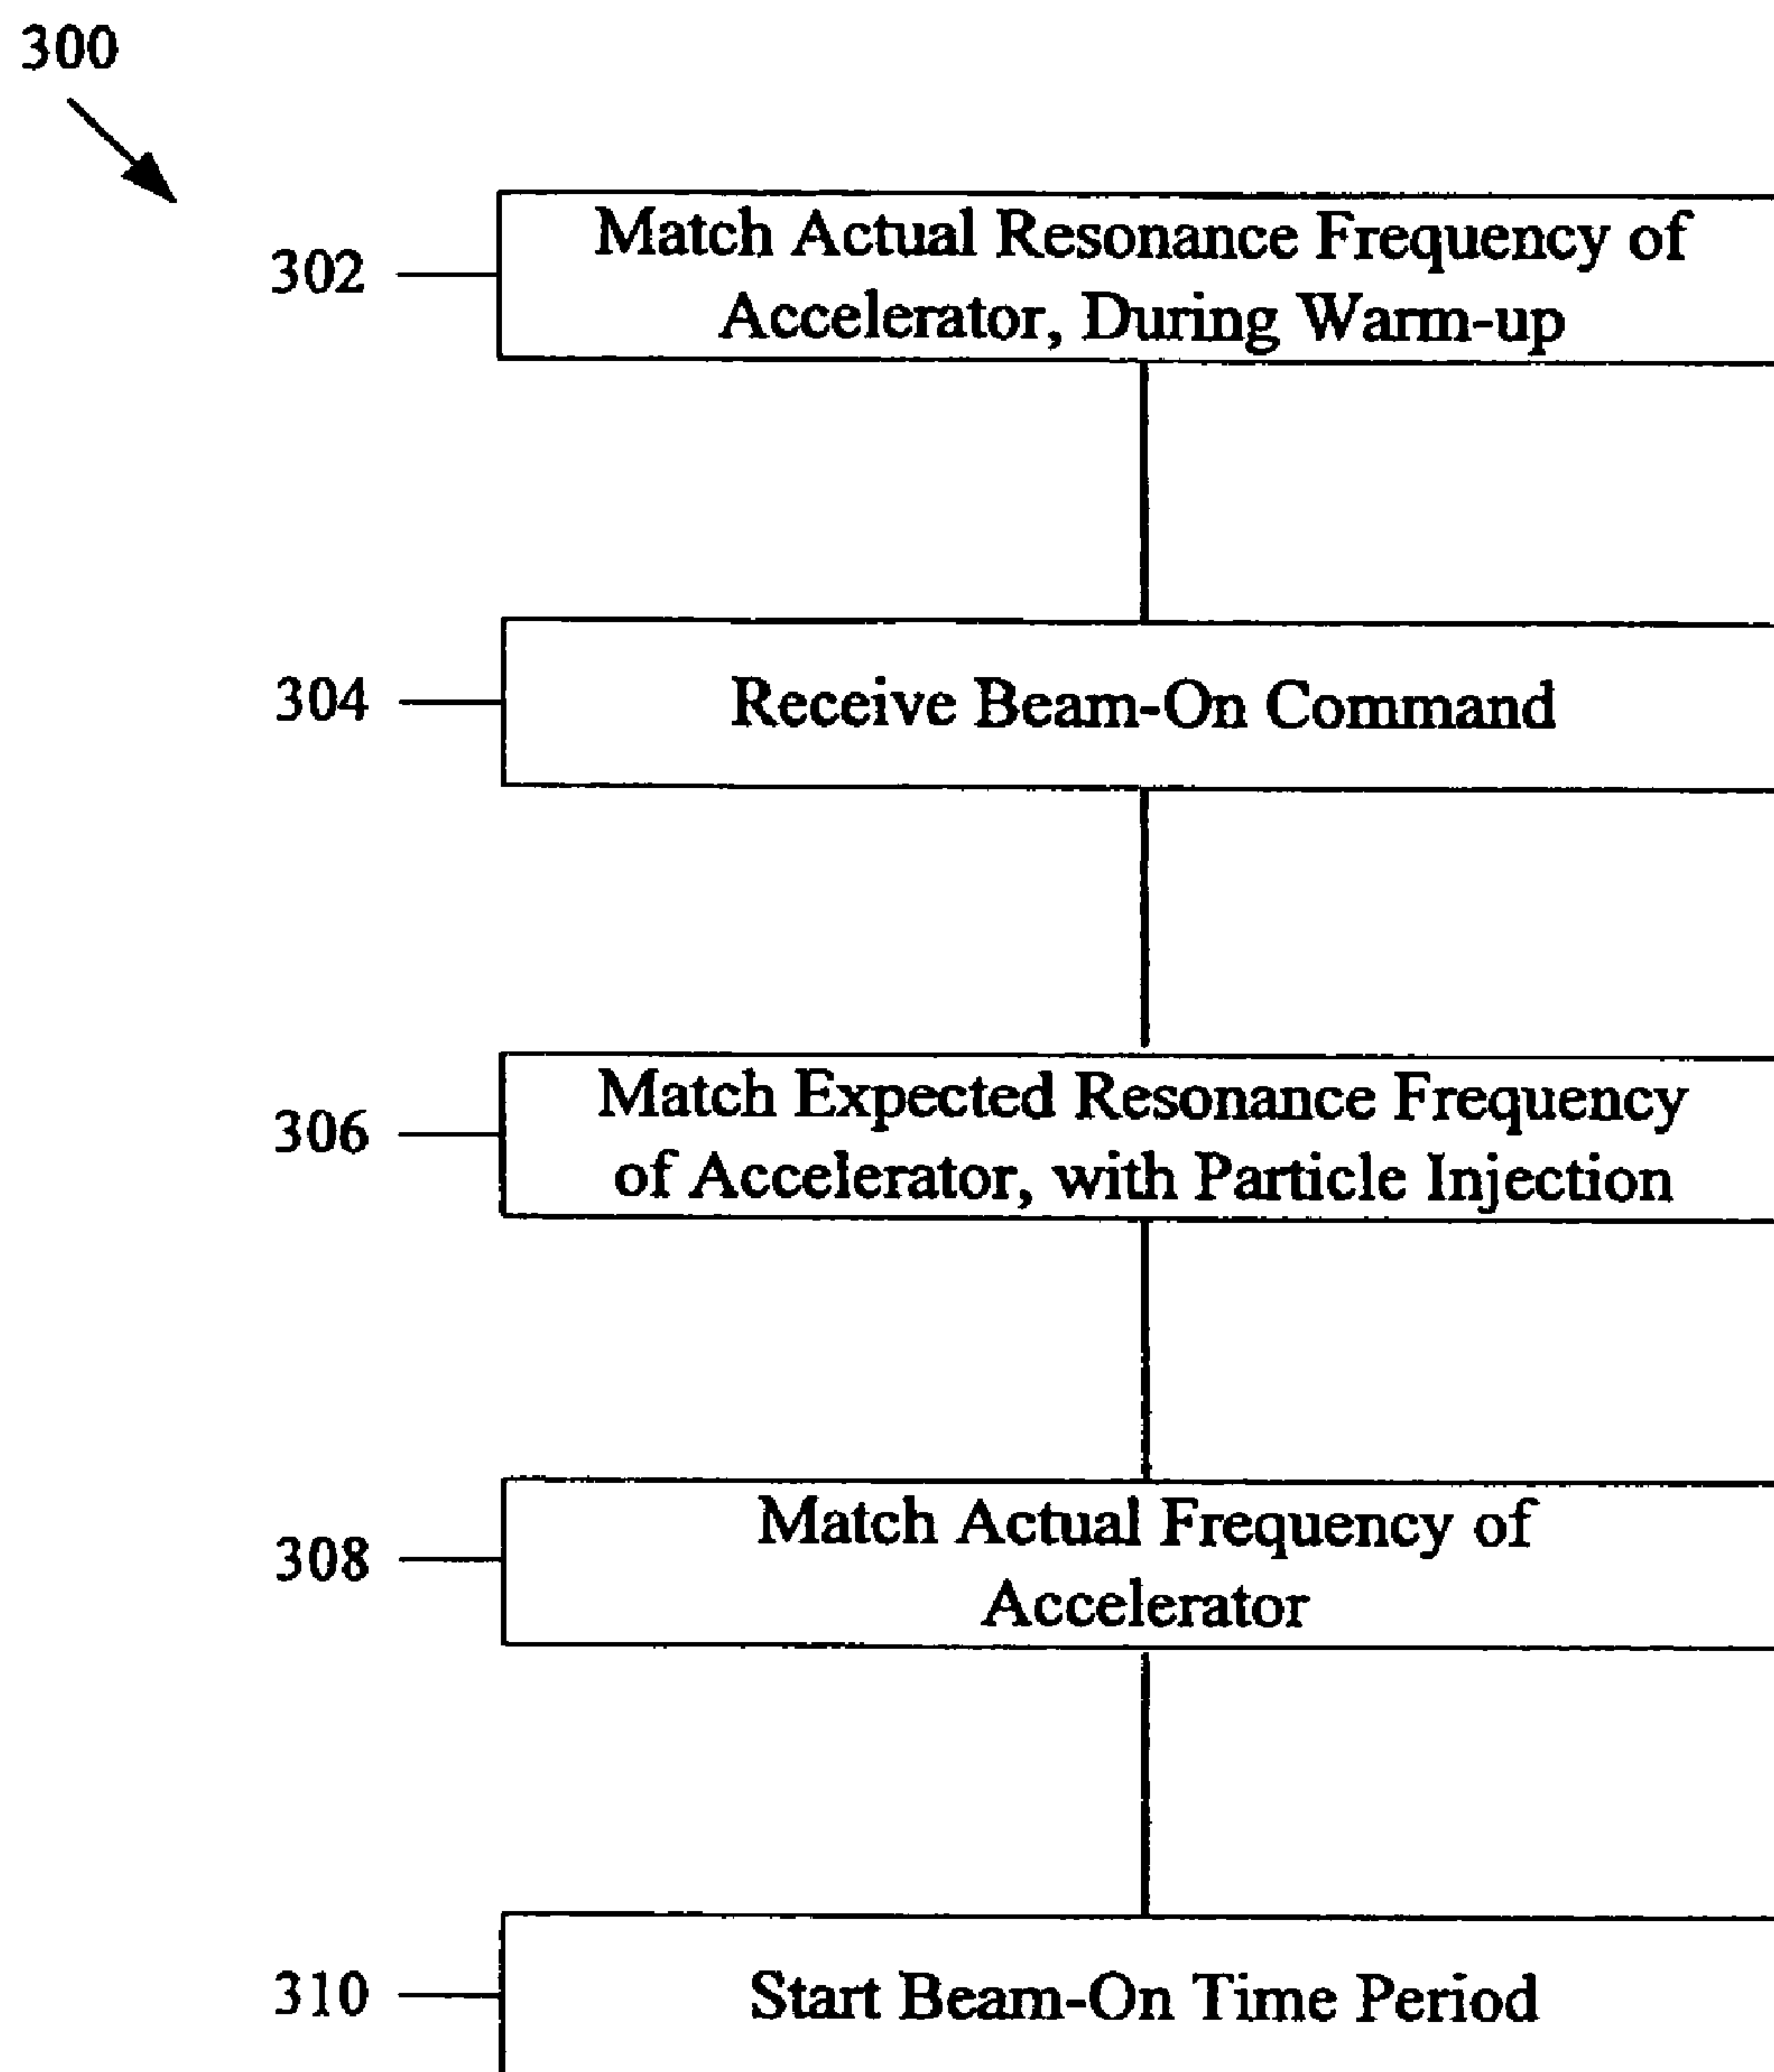 300
302
Match Actual Resonance Frequency of
Accelerator, During Warm-up
304
Receive Beam-On Command
306
Match Expected Resonance Frequency
of Accelerator, with Particle Injection
308
Match Actual Frequency of
Accelerator
310
Start Beam-On Time Period